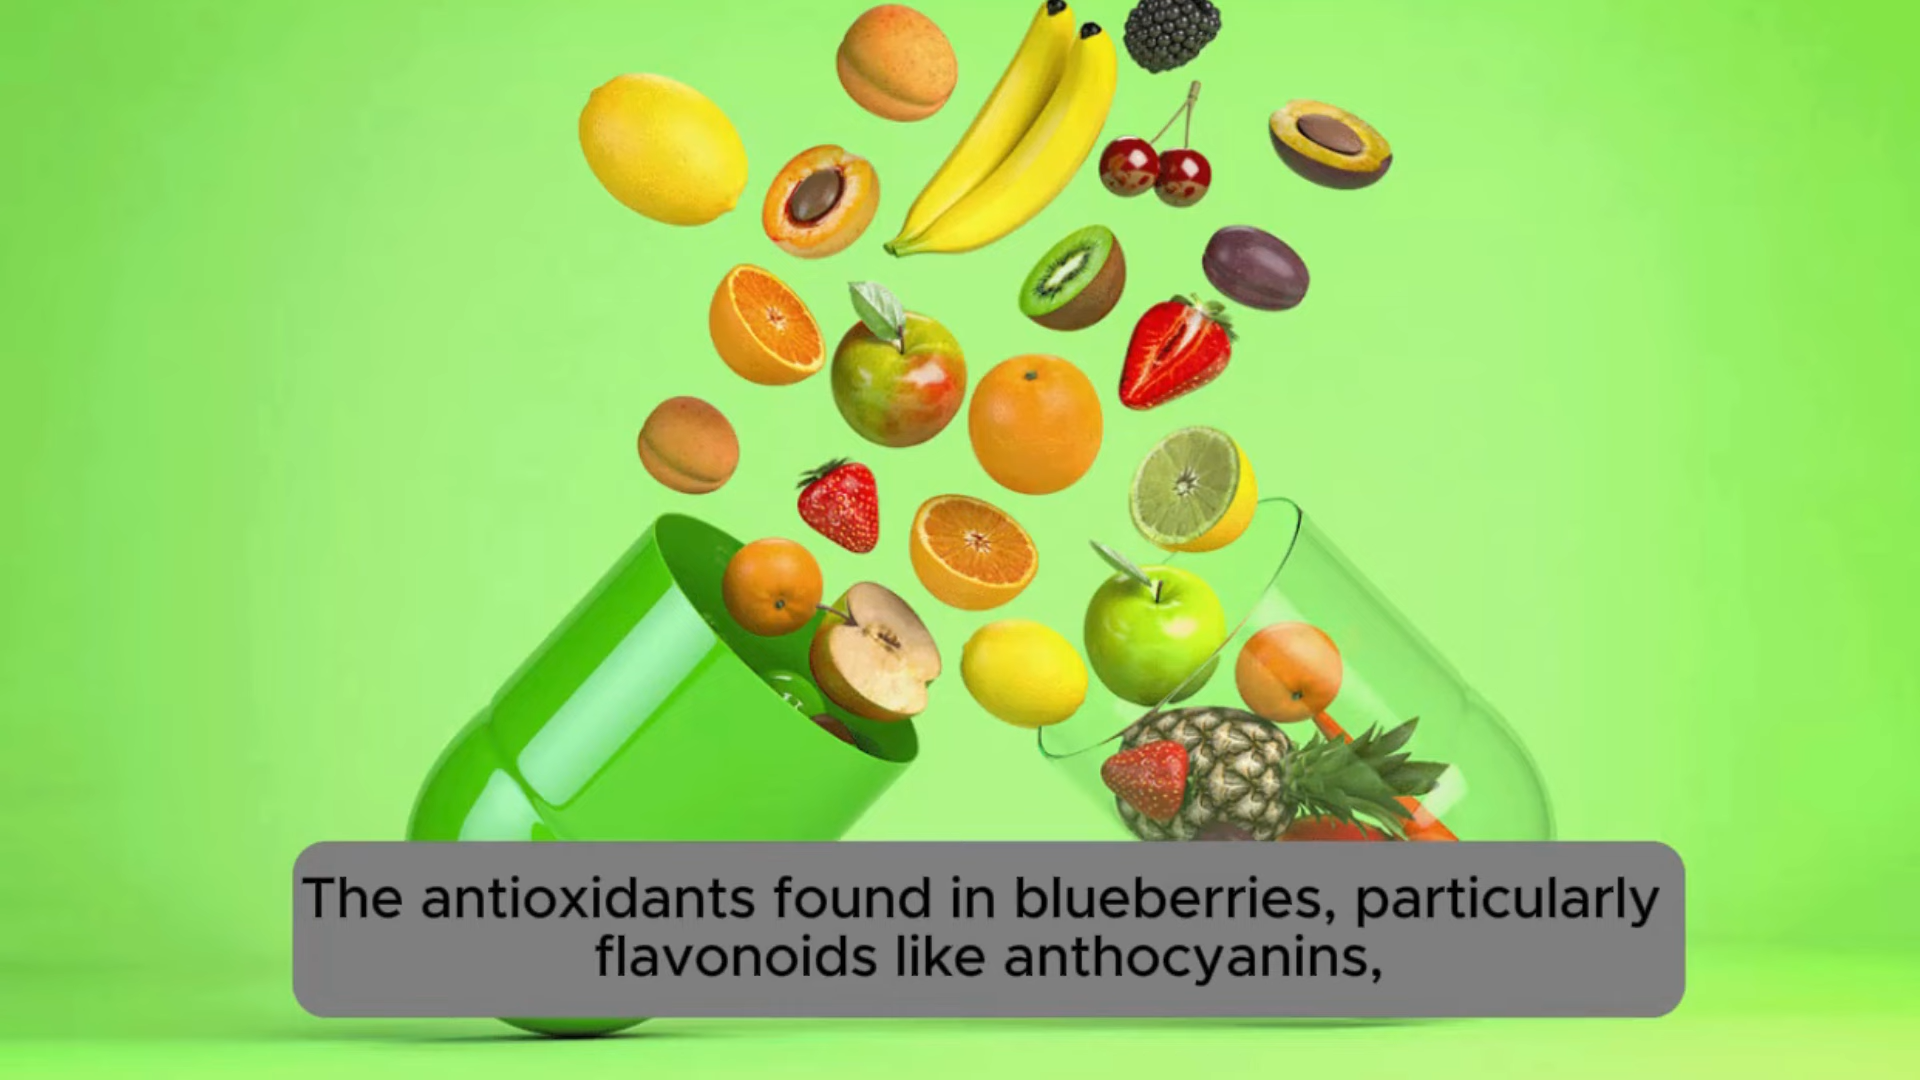 The antioxidants found in blueberries, particularly
flavonoids like anthocyanins,